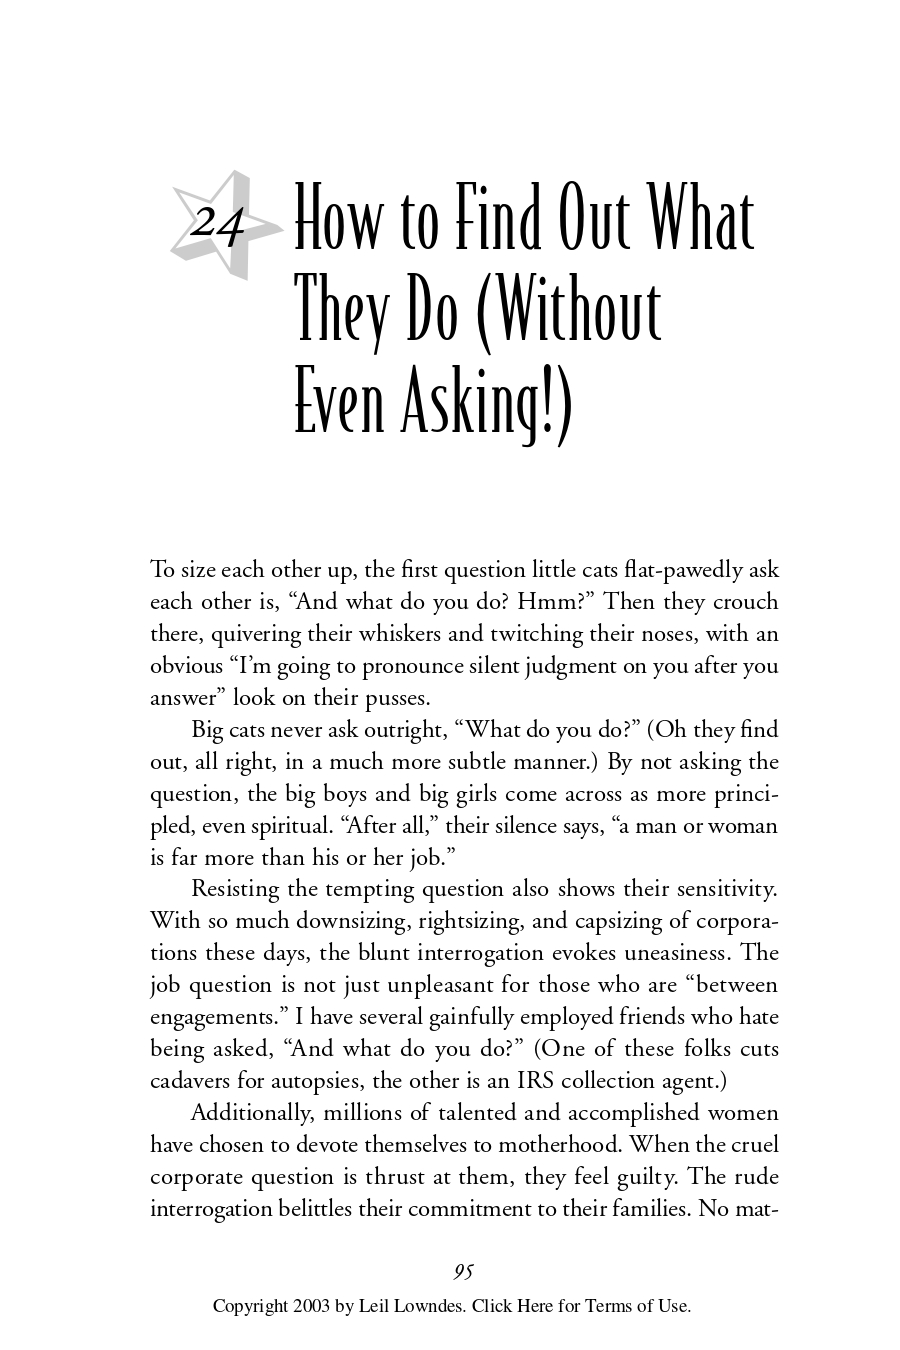 24
How to Find Out What
They Do (Without
Even Asking!)
To size each other up, the first question little cats flat-pawedly ask
each other is, “And what do you do? Hmm?” Then they crouch
there, quivering their whiskers and twitching their noses, with an
obvious “I’m going to pronounce silent judgment on you after you
answer” look on their pusses.
Big cats never ask outright, “What do you do?” (Oh they find
out, all right, in a much more subtle manner.) By not asking the
question, the big boys and big girls come across as more princi-
pled, even spiritual. “After all,” their silence says, “a man or woman
is far more than his or her job.”
Resisting the tempting question also shows their sensitivity.
With so much downsizing, rightsizing, and capsizing of corpora-
tions these days, the blunt interrogation evokes uneasiness. The
job question is not just unpleasant for those who are “between
engagements.” I have several gainfully employed friends who hate
being asked, “And what do you do?” (One of these folks cuts
cadavers for autopsies, the other is an IRS collection agent.)
Additionally, millions of talented and accomplished women
have chosen to devote themselves to motherhood. When the cruel
corporate question is thrust at them, they feel guilty. The rude
interrogation belittles their commitment to their families. No mat-
95
Copyright 2003 by Leil Lowndes. Click Here for Terms of Use.